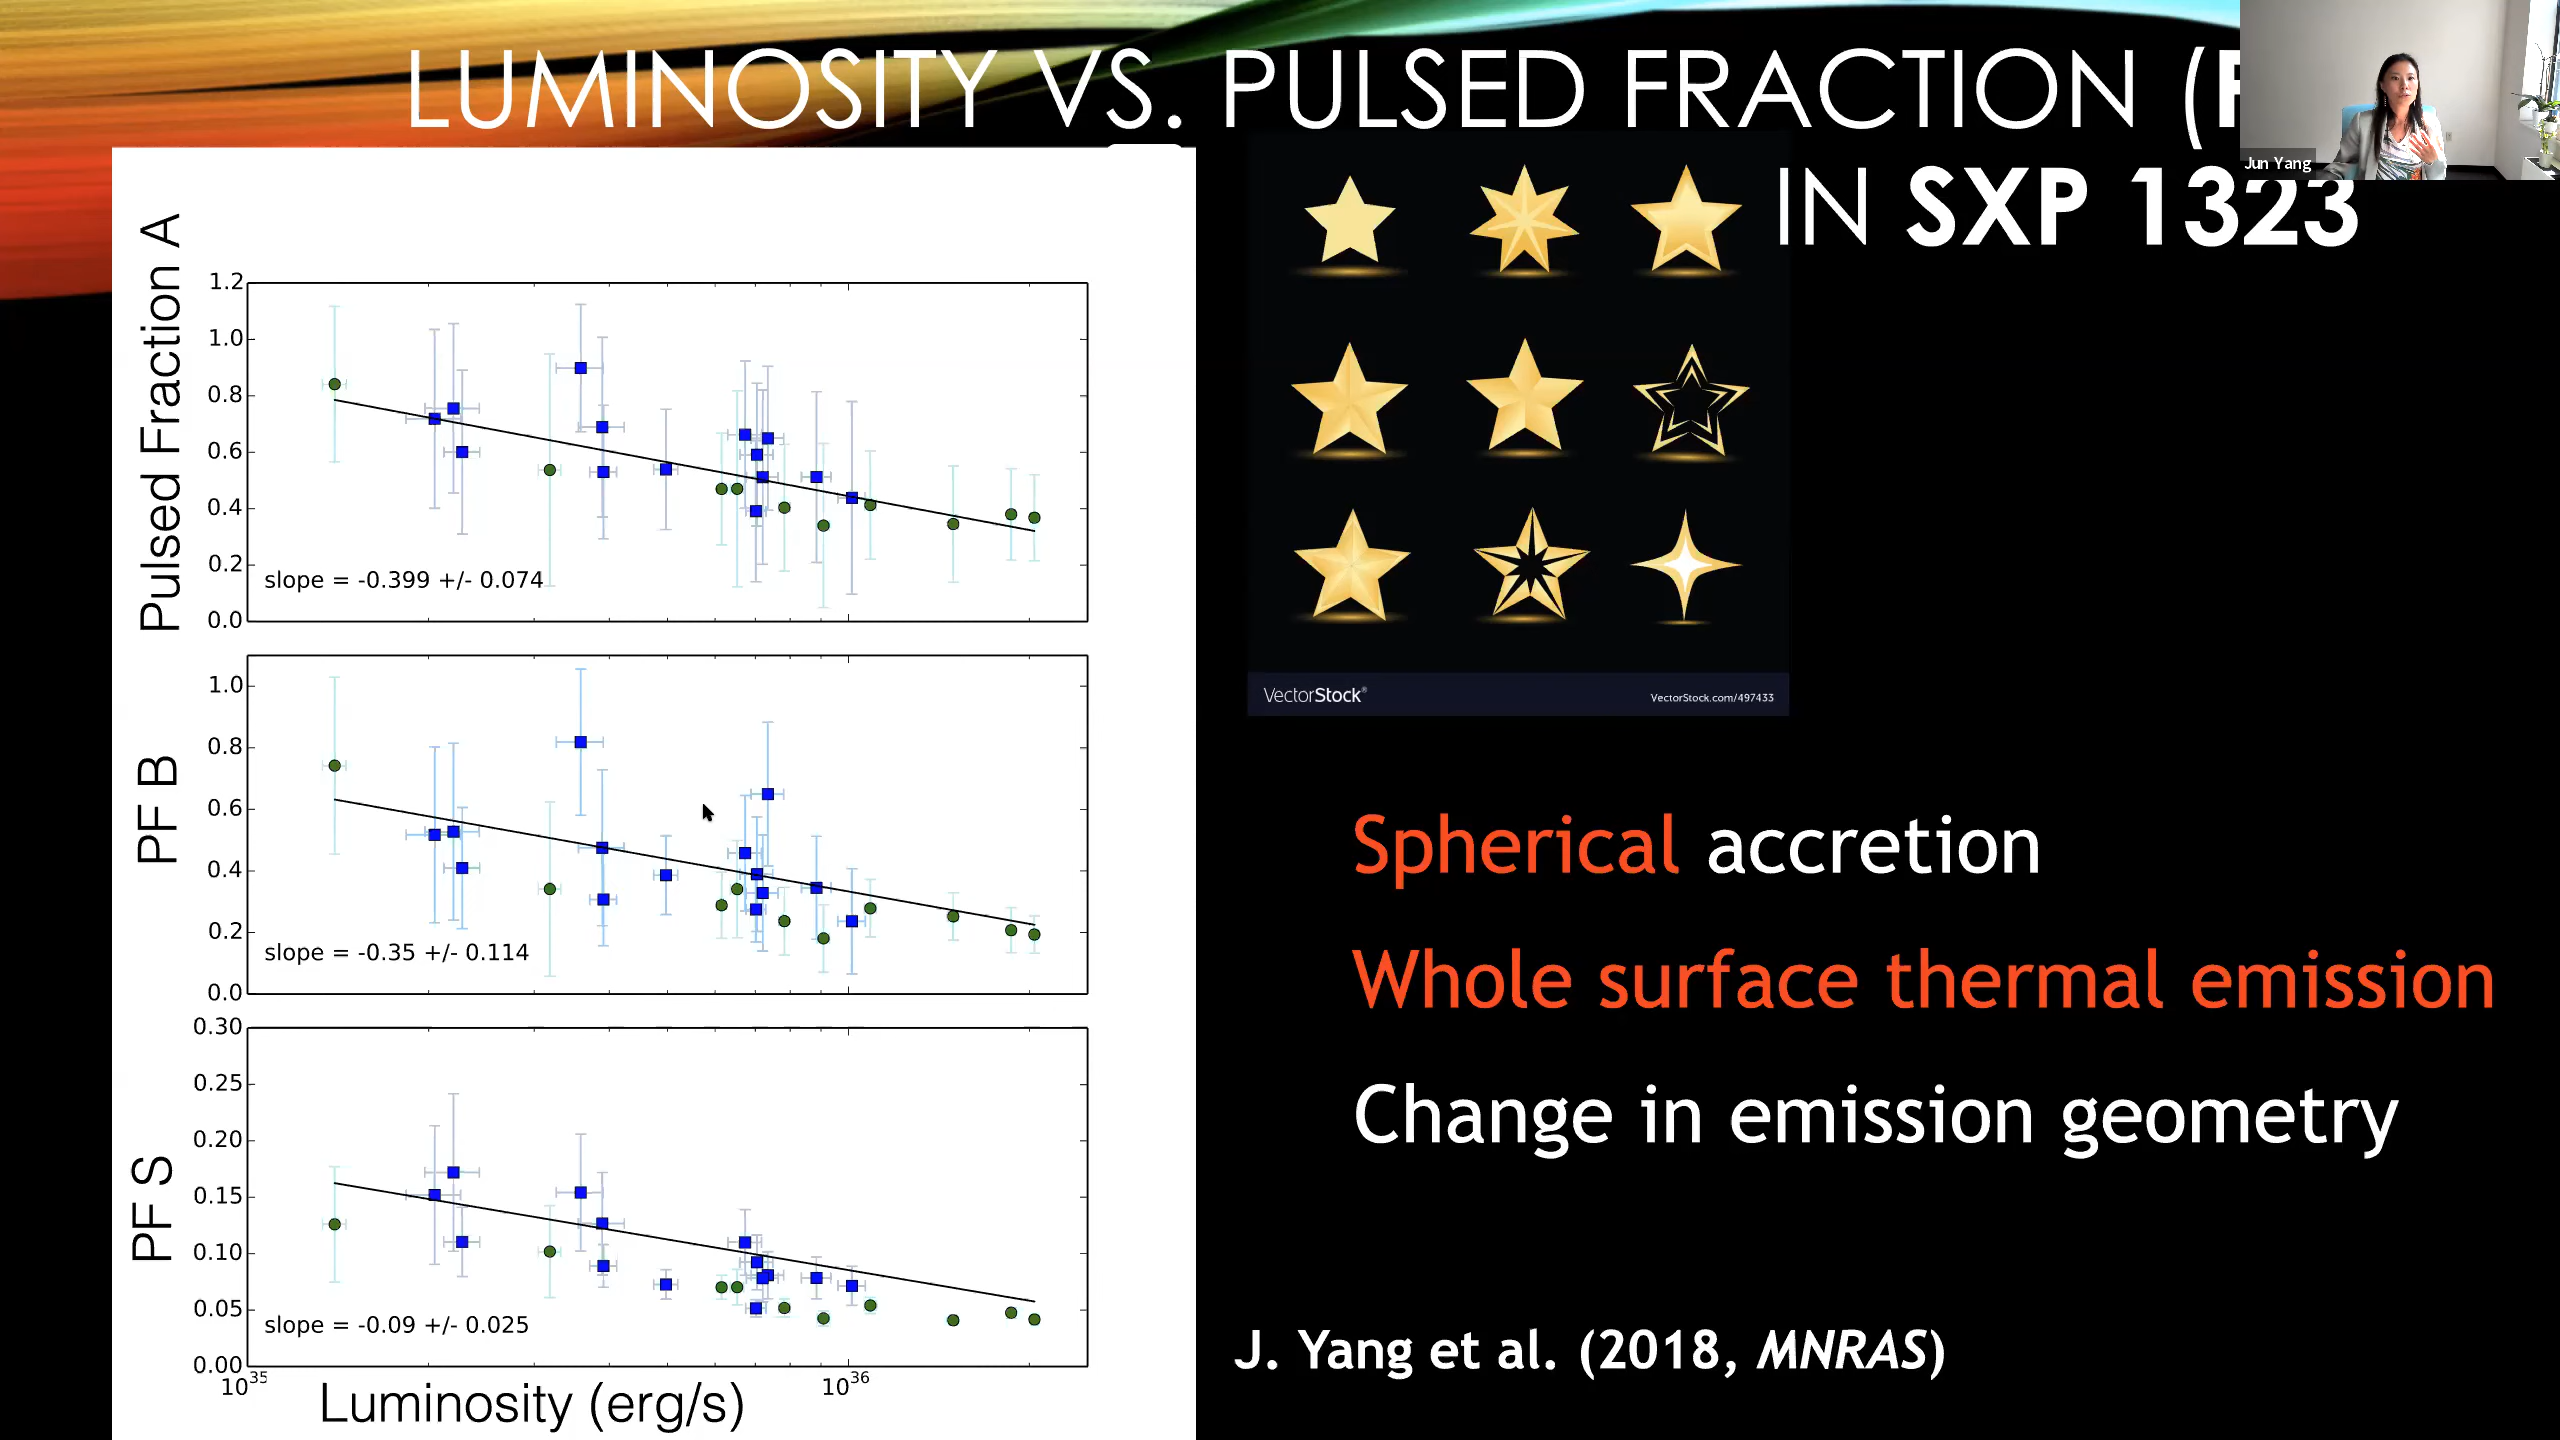 LUMINOSITY VS. PULSED FRACTION (
IN SXP 1323
Jun Yang
Pulsed Fraction A
1.2
1.0
0.8
0.6
0.4
0.2
0.0
slope = -0.399 +/- 0.074
PF B
1.0
0.8
0.6
0.4
0.2
0.0
slope = -0.35 +/- 0.114
PF S
0.30
0.25
0.20
0.15
0.10
0.05
0.00
slope = -0.09 +/- 0.025
10^35
10^36
Luminosity (erg/s)
VectorStock®
VectorStock.com/497433
Spherical accretion
Whole surface thermal emission
Change in emission geometry
J. Yang et al. (2018, MNRAS)